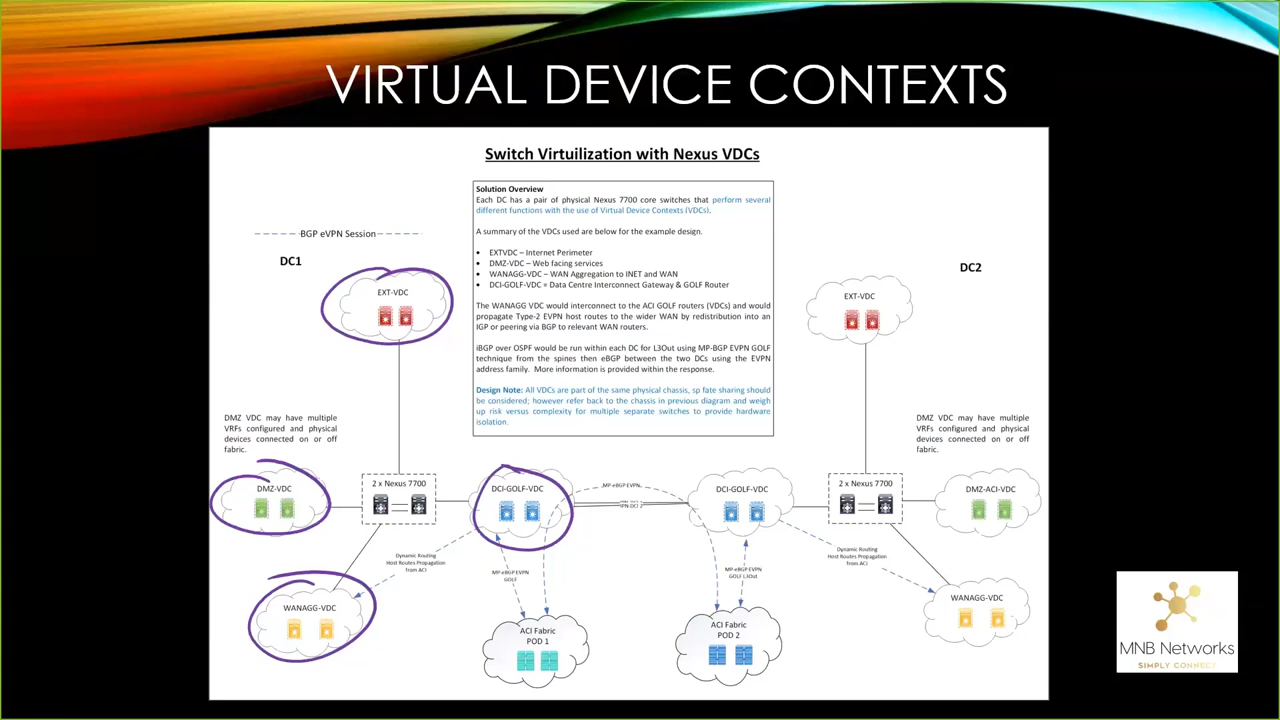 VIRTUAL DEVICE CONTEXTS
Switch Virtuilization with Nexus VDCs
Solution Overview
Each DC has a pair of physical Nexus 7700 core switches that perform several
different functions with the use of Virtual Device Contexts (VDCs).
A summary of the VDCs used are below for the example design.
• EXTVDC – Internet Perimeter
• DMZ-VDC – Web facing services
• WANAGG-VDC – WAN Aggregation to INET and WAN
• DCI-GOLF-VDC = Data Centre Interconnect Gateway & GOLF Router
The WANAGG VDC would interconnect to the ACI GOLF routers (VDCs) and would
propagate Type-2 EVPN host routes to the wider WAN by redistribution into an
IGP or peering via BGP to relevant WAN routers.
iBGP over OSPF would be run within each DC for L3Out using MP-BGP EVPN GOLF
technique from the spines then eBGP between the two DCs using the EVPN
address family. More information is provided within the response.
Design Note: All VDCs are part of the same physical chassis, sp fate sharing should
be considered; however refer back to the chassis in previous diagram and weigh
up risk versus complexity for multiple separate switches to provide hardware
isolation.
BGP eVPN Session
DC1
DC2
EXT-VDC
EXT-VDC
DMZ VDC may have multiple
VRFs configured and physical
devices connected on or off
fabric.
DMZ VDC may have multiple
VRFs configured and physical
devices connected on or off
fabric.
DMZ-VDC
2 x Nexus 7700
DCI-GOLF-VDC
MP-eBGP EVPN
DCI-GOLF-VDC
2 x Nexus 7700
DMZ-ACI-VDC
Dynamic Routing
Host Routes Propagation
from ACI
MP-eBGP EVPN
GOLF
MP-eBGP EVPN
GOLF L3Out
Dynamic Routing
Host Routes Propagation
from ACI
WANAGG-VDC
WANAGG-VDC
ACI Fabric
POD 1
ACI Fabric
POD 2
MNB Networks
SIMPLY CONNECT